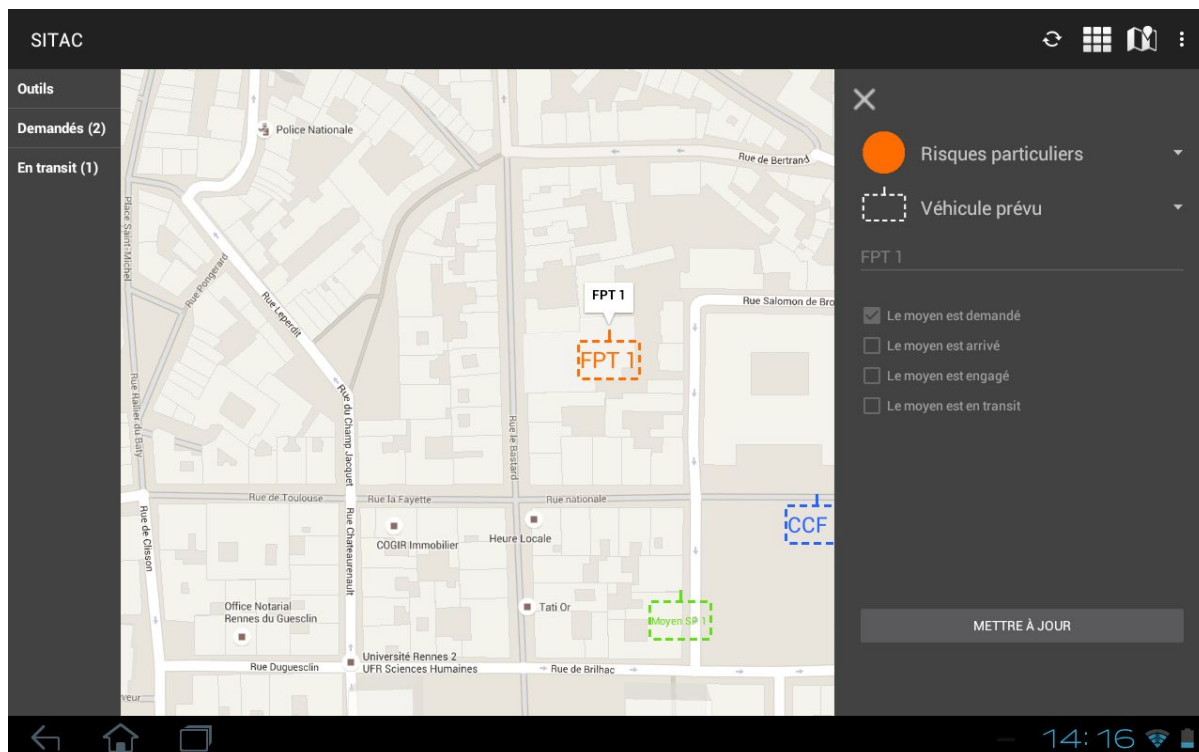 SITAC
Outils
Demandés (2)
En transit (1)
Police Nationale
Rue de Bertrand
Place Saint-Michel
Rue Pongerard
Rue Leperdit
FPT 1
Rue Salomon de Bro
FPT 1
Rue Rallier du Baty
Rue du Champ Jacquet
Rue le Bastard
Rue de Toulouse
Rue la Fayette
Rue nationale
CCF
Rue de Clisson
Rue Chateaurenault
COGIR Immobilier
Heure Locale
Office Notarial
Rennes du Guesclin
Tati Or
Moyen SP 1
Université Rennes 2
UFR Sciences Humaines
Rue Duguesclin
Rue de Brilhac
veur
Risques particuliers
Véhicule prévu
FPT 1
Le moyen est demandé
Le moyen est arrivé
Le moyen est engagé
Le moyen est en transit
METTRE À JOUR
14:16